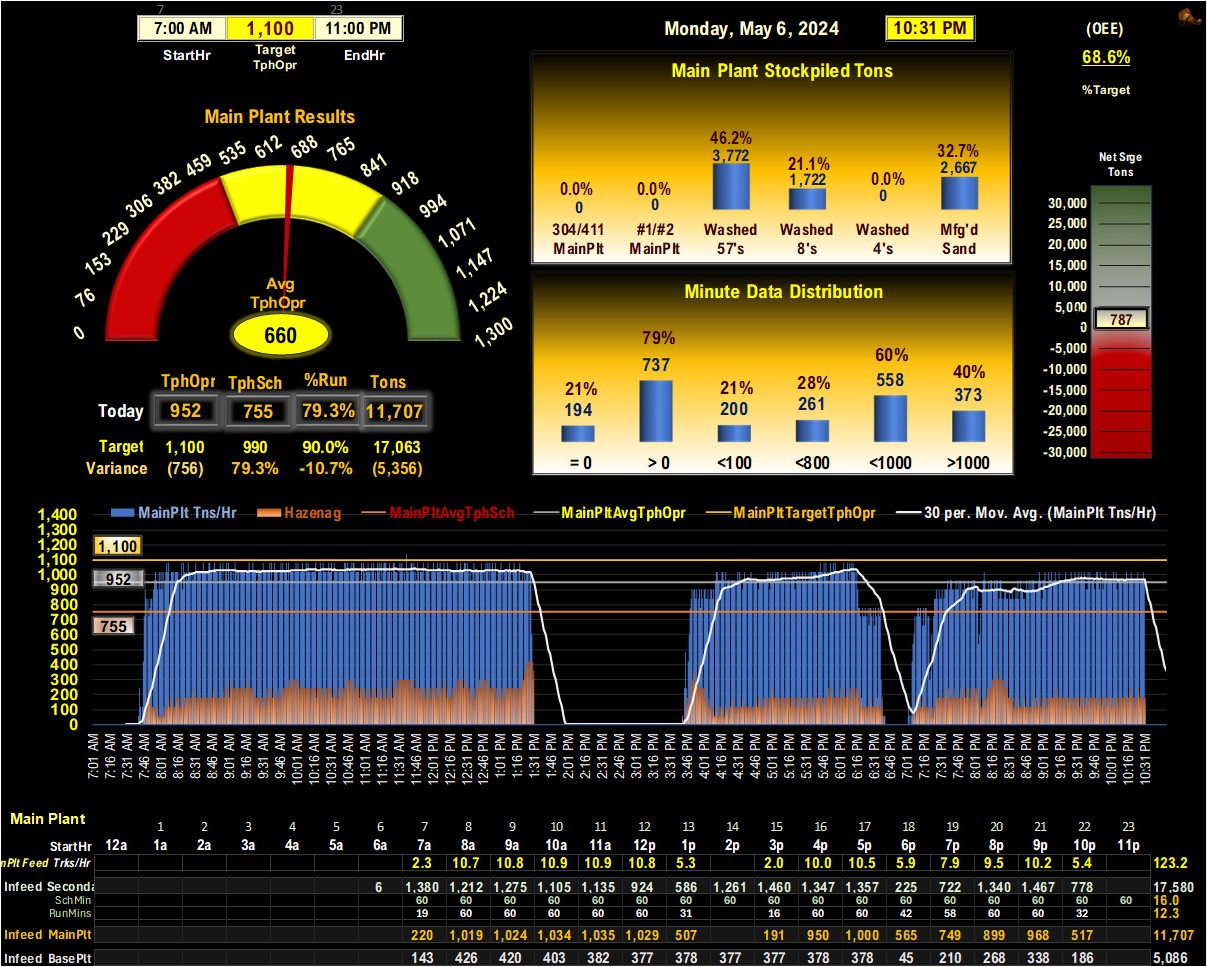 7 23
7:00 AM 1,100 11:00 PM
StartHr Target TphOpr EndHr
Monday, May 6, 2024 10:31 PM
(OEE)
68.6%
%Target
Main Plant Results
0 76 153 229 306 382 459 535 612 688 765 841 918 994 1,071 1,147 1,224 1,300
Avg
TphOpr
660
TphOpr TphSch %Run Tons
Today 952 755 79.3% 11,707
Target 1,100 990 90.0% 17,063
Variance (756) 79.3% -10.7% (5,356)
Main Plant Stockpiled Tons
0.0% 0.0% 46.2% 21.1% 0.0% 32.7%
0 0 3,772 1,722 0 2,667
304/411 #1/#2 Washed Washed Washed Mfg'd
MainPlt MainPlt 57's 8's 4's Sand
Minute Data Distribution
21% 79% 21% 28% 60% 40%
194 737 200 261 558 373
= 0 > 0 <100 <800 <1000 >1000
Net Srge
Tons
30,000
25,000
20,000
15,000
10,000
5,000
0
787
-5,000
-10,000
-15,000
-20,000
-25,000
-30,000
MainPlt Tns/Hr Hazenag MainPltAvgTphSch MainPltAvgTphOpr MainPltTargetTphOpr 30 per. Mov. Avg. (MainPlt Tns/Hr)
1,400
1,300
1,200
1,100
1,000
900
800
700
600
500
400
300
200
100
0
1,100
952
755
7:01 AM 7:16 AM 7:31 AM 7:46 AM 8:01 AM 8:16 AM 8:31 AM 8:46 AM 9:01 AM 9:16 AM 9:31 AM 9:46 AM 10:01 AM 10:16 AM 10:31 AM 10:46 AM 11:01 AM 11:16 AM 11:31 AM 11:46 AM 12:01 PM 12:16 PM 12:31 PM 12:46 PM 1:01 PM 1:16 PM 1:31 PM 1:46 PM 2:01 PM 2:16 PM 2:31 PM 2:46 PM 3:01 PM 3:16 PM 3:31 PM 3:46 PM 4:01 PM 4:16 PM 4:31 PM 4:46 PM 5:01 PM 5:16 PM 5:31 PM 5:46 PM 6:01 PM 6:16 PM 6:31 PM 6:46 PM 7:01 PM 7:16 PM 7:31 PM 7:46 PM 8:01 PM 8:16 PM 8:31 PM 8:46 PM 9:01 PM 9:16 PM 9:31 PM 9:46 PM 10:01 PM 10:16 PM 10:31 PM
Main Plant
1 2 3 4 5 6 7 8 9 10 11 12 13 14 15 16 17 18 19 20 21 22 23
StartHr 12a 1a 2a 3a 4a 5a 6a 7a 8a 9a 10a 11a 12p 1p 2p 3p 4p 5p 6p 7p 8p 9p 10p 11p
nPlt Feed Trks/Hr 2.3 10.7 10.8 10.9 10.9 10.8 5.3 2.0 10.0 10.5 5.9 7.9 9.5 10.2 5.4 123.2
Infeed Seconda 6 1,380 1,212 1,275 1,105 1,135 924 586 1,261 1,460 1,347 1,357 225 722 1,340 1,467 778 17,580
SchMin 60 60 60 60 60 60 60 60 60 60 60 60 60 60 60 60 60 16.0
RunMins 19 60 60 60 60 60 31 16 60 60 42 58 60 60 32 12.3
Infeed MainPlt 220 1,019 1,024 1,034 1,035 1,029 507 191 950 1,000 565 749 899 968 517 11,707
Infeed BasePlt 143 426 420 403 382 377 378 377 377 378 378 45 210 268 338 186 5,086